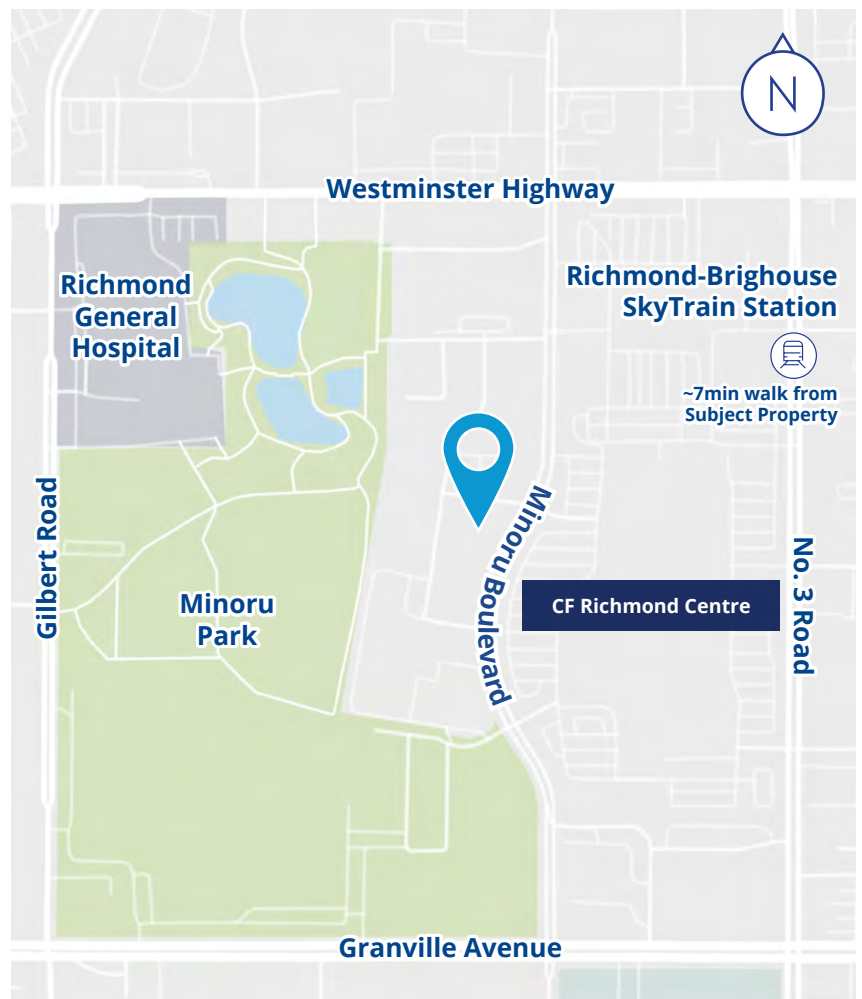 N
Westminster Highway
Richmond-Brighouse
SkyTrain Station
Richmond
General
Hospital
~7min walk from
Subject Property
Gilbert Road
Minoru Boulevard
No. 3 Road
CF Richmond Centre
Minoru
Park
Granville Avenue